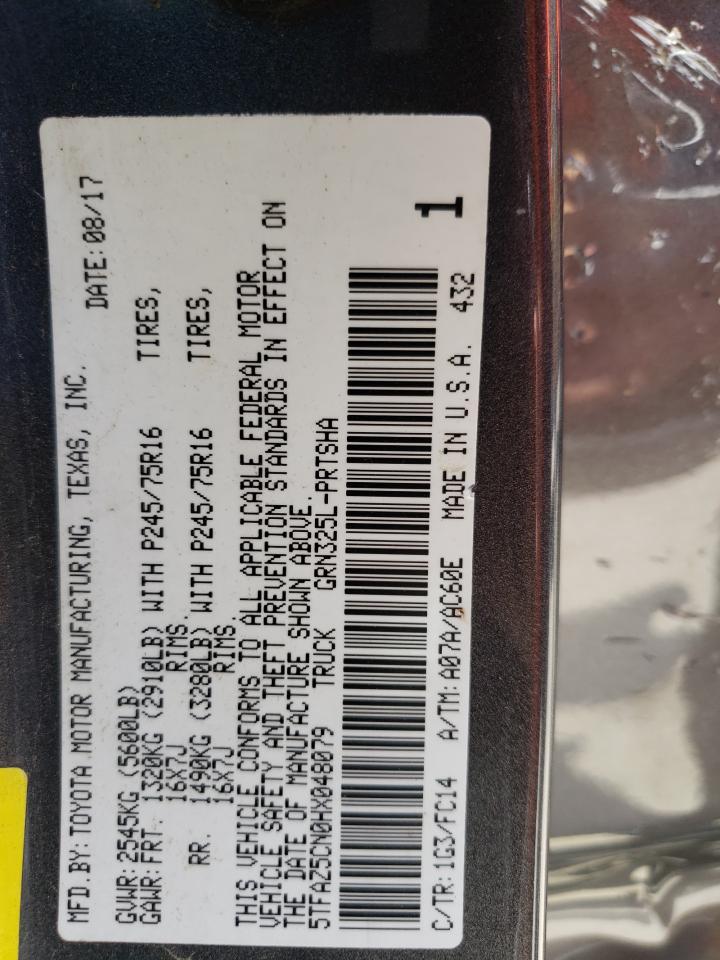 MFD.BY: TOYOTA MOTOR MANUFACTURING, TEXAS, INC.
DATE: 08/17
GVWR: 2545KG (5600LB)
GAWR: FRT. 1320KG (2910LB) WITH P245/75R16 TIRES,
16X7J RIMS.
RR. 1490KG (3280LB) WITH P245/75R16 TIRES,
16X7J RIMS.
THIS VEHICLE CONFORMS TO ALL APPLICABLE FEDERAL MOTOR
VEHICLE SAFETY AND THEFT PREVENTION STANDARDS IN EFFECT ON
THE DATE OF MANUFACTURE SHOWN ABOVE.
5TFAZ5CN0HX048079 TRUCK GRN325L-PRTSHA
1
C/TR: 1G3/FC14 A/TM: A07A/AC60E MADE IN U.S.A. 432